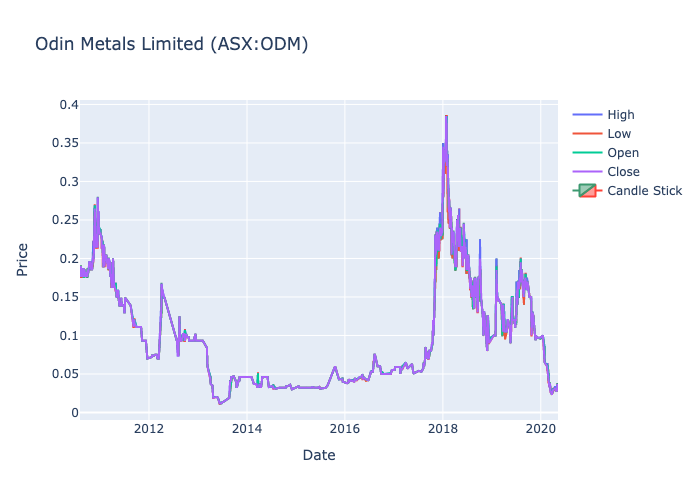 Odin Metals Limited (ASX:ODM)
0.4
0.35
0.3
0.25
0.2
0.15
0.1
0.05
0
Price
2012
2014
2016
2018
2020
Date
High
Low
Open
Close
Candle Stick